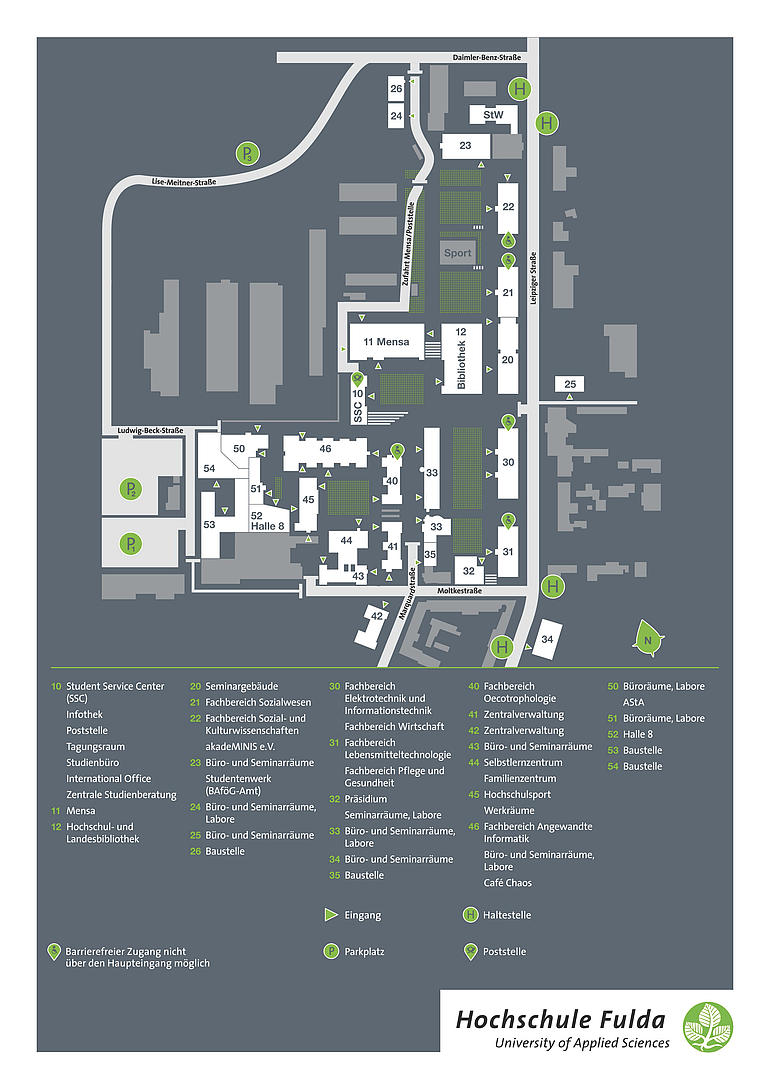 Daimler-Benz-Straße
26
H
24
StW
H
23
P3
Lise-Meitner-Straße
22
Zufahrt Mensa/Poststelle
Sport
Leipziger Straße
21
11 Mensa
12
Bibliothek
20
10
SSC
25
Ludwig-Beck-Straße
50
46
54
33
30
40
51
P2
45
53
52
Halle 8
33
P1
44
41
35
31
43
32
Marquardstraße
Moltkestraße
H
42
34
H
N
10 Student Service Center
(SSC)
Infothek
Poststelle
Tagungsraum
Studienbüro
International Office
Zentrale Studienberatung
11 Mensa
12 Hochschul- und
Landesbibliothek
20 Seminargebäude
21 Fachbereich Sozialwesen
22 Fachbereich Sozial- und
Kulturwissenschaften
akadeMINIS e.V.
23 Büro- und Seminarräume
Studentenwerk
(BAföG-Amt)
24 Büro- und Seminarräume,
Labore
25 Büro- und Seminarräume
26 Baustelle
30 Fachbereich
Elektrotechnik und
Informationstechnik
Fachbereich Wirtschaft
31 Fachbereich
Lebensmitteltechnologie
Fachbereich Pflege und
Gesundheit
32 Präsidium
Seminarräume, Labore
33 Büro- und Seminarräume,
Labore
34 Büro- und Seminarräume
35 Baustelle
40 Fachbereich
Oecotrophologie
41 Zentralverwaltung
42 Zentralverwaltung
43 Büro- und Seminarräume
44 Selbstlernzentrum
Familienzentrum
45 Hochschulsport
Werkräume
46 Fachbereich Angewandte
Informatik
Büro- und Seminarräume,
Labore
Café Chaos
50 Büroräume, Labore
AStA
51 Büroräume, Labore
52 Halle 8
53 Baustelle
54 Baustelle
Eingang
H Haltestelle
Barrierefreier Zugang nicht
über den Haupteingang möglich
P Parkplatz
Poststelle
Hochschule Fulda
University of Applied Sciences